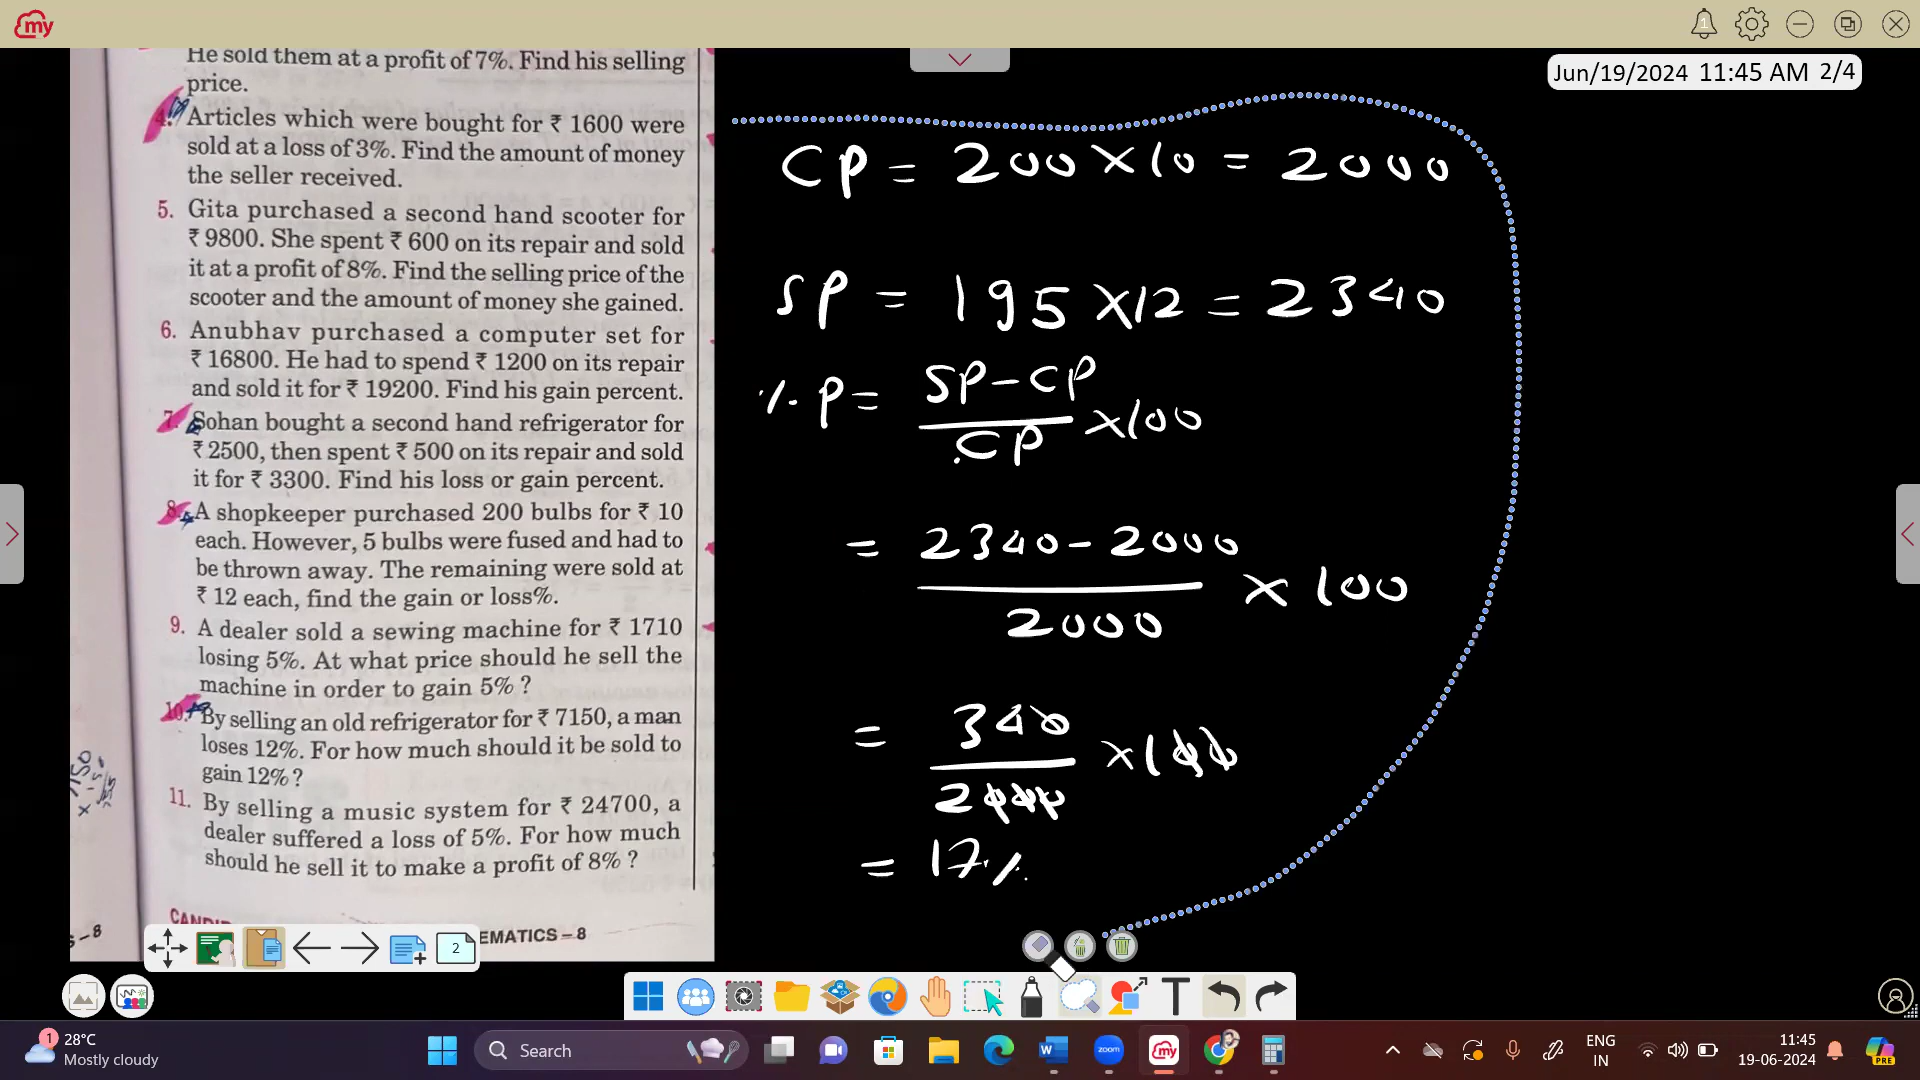 my
1
Jun/19/2024 11:45 AM 2/4
He sold them at a profit of 7%. Find his selling
price.
4. Articles which were bought for ₹ 1600 were
sold at a loss of 3%. Find the amount of money
the seller received.
5. Gita purchased a second hand scooter for
₹ 9800. She spent ₹ 600 on its repair and sold
it at a profit of 8%. Find the selling price of the
scooter and the amount of money she gained.
6. Anubhav purchased a computer set for
₹ 16800. He had to spend ₹ 1200 on its repair
and sold it for ₹ 19200. Find his gain percent.
7. Sohan bought a second hand refrigerator for
₹ 2500, then spent ₹ 500 on its repair and sold
it for ₹ 3300. Find his loss or gain percent.
8. A shopkeeper purchased 200 bulbs for ₹ 10
each. However, 5 bulbs were fused and had to
be thrown away. The remaining were sold at
₹ 12 each, find the gain or loss%.
9. A dealer sold a sewing machine for ₹ 1710
losing 5%. At what price should he sell the
machine in order to gain 5% ?
10. By selling an old refrigerator for ₹ 7150, a man
loses 12%. For how much should it be sold to
gain 12% ?
11. By selling a music system for ₹ 24700, a
dealer suffered a loss of 5%. For how much
should he sell it to make a profit of 8% ?
EMATICS – 8
– 8
CP = 200 × 10 = 2000
SP = 195 × 12 = 2340
% P = SP – CP
CP × 100
= 2340 – 2000
2000 × 100
= 340
2000 × 100
= 17%.
2
T
1
28°C
Mostly cloudy
Search
W
zoom
my
ENG
IN
11:45
19-06-2024
PRE